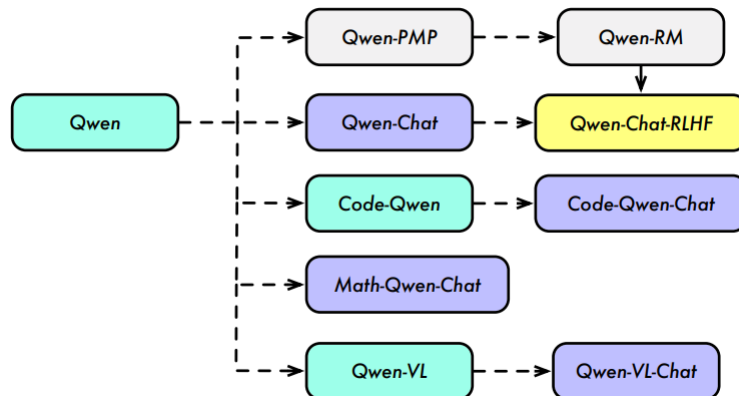 Qwen-PMP
Qwen-RM
Qwen
Qwen-Chat
Qwen-Chat-RLHF
Code-Qwen
Code-Qwen-Chat
Math-Qwen-Chat
Qwen-VL
Qwen-VL-Chat